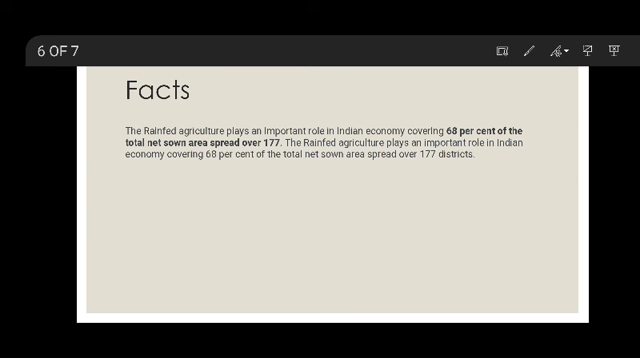 6 OF 7
Facts
The Rainfed agriculture plays an important role in Indian economy covering 68 per cent of the
total net sown area spread over 177. The Rainfed agriculture plays an important role in Indian
economy covering 68 per cent of the total net sown area spread over 177 districts.